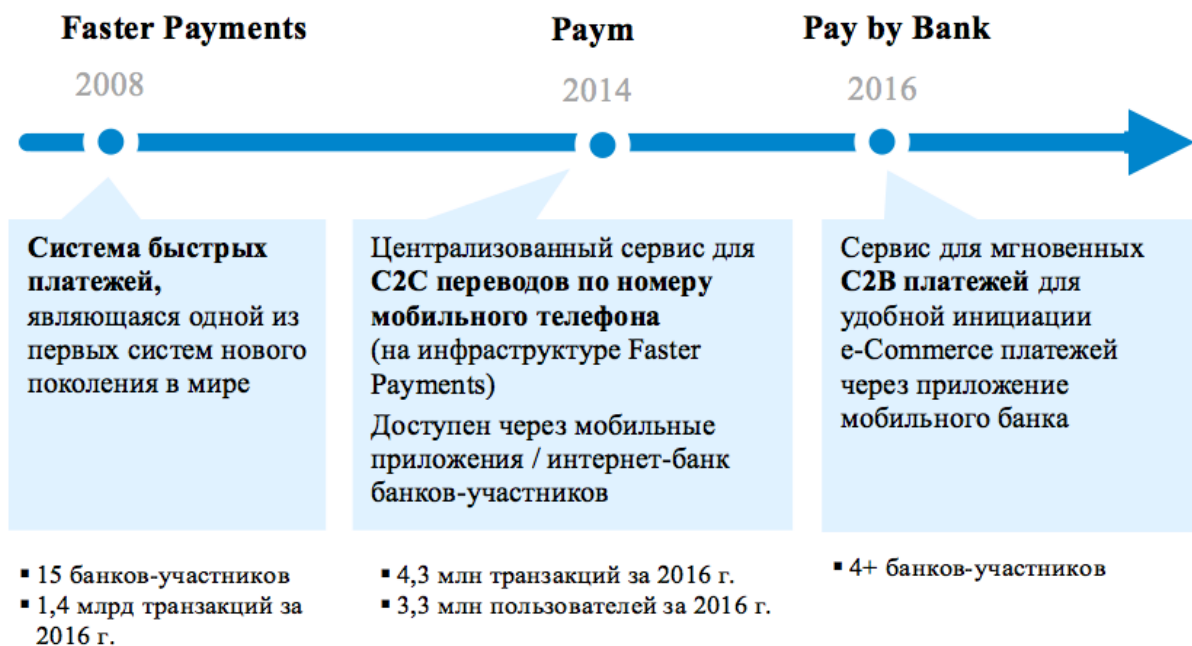 Faster Payments
2008
Paym
2014
Pay by Bank
2016
Система быстрых
платежей,
являющаяся одной из
первых систем нового
поколения в мире
Централизованный сервис для
C2C переводов по номеру
мобильного телефона
(на инфраструктуре Faster
Payments)
Доступен через мобильные
приложения / интернет-банк
банков-участников
Сервис для мгновенных
C2B платежей для
удобной инициации
e-Commerce платежей
через приложение
мобильного банка
▪ 15 банков-участников
▪ 1,4 млрд транзакций за
2016 г.
▪ 4,3 млн транзакций за 2016 г.
▪ 3,3 млн пользователей за 2016 г.
▪ 4+ банков-участников